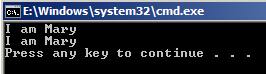 E:\Windows\system32\cmd.exe
I am Mary
I am Mary
Press any key to continue . . .